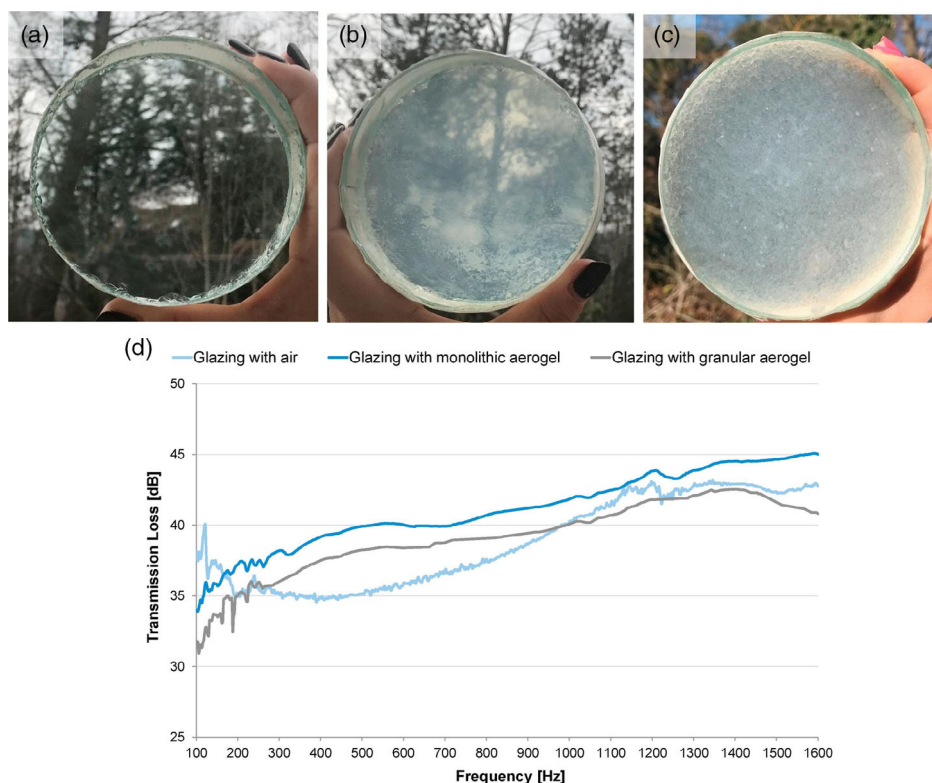 (a)
(b)
(c)
(d)
Glazing with air Glazing with monolithic aerogel Glazing with granular aerogel
50
45
40
35
30
25
Transmission Loss [dB]
100 200 300 400 500 600 700 800 900 1000 1100 1200 1300 1400 1500 1600
Frequency [Hz]